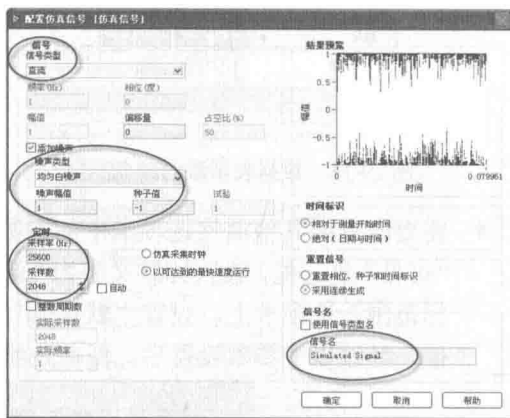 配置仿真信号 [仿真信号]
信号
信号类型
直流
频率(Hz)
相位(度)
1
0
幅值
偏移量
占空比(%)
1
0
50
添加噪声
噪声类型
均匀白噪声
噪声幅值
种子值
试验
1
-1
1
定时
采样率(Hz)
25600
仿真采集时钟
采样数
以可达到的最快速度运行
2048
自动
整数周期数
实际采样数
2048
实际频率
1
结果预览
幅值
1
0.5
0
-0.5
-1
0
0.079961
时间
时间标识
相对于测量开始时间
绝对(日期与时间)
重置信号
重置相位、种子和时间标识
采用连续生成
信号名
使用信号类型名
信号名
Simulated Signal
确定
取消
帮助